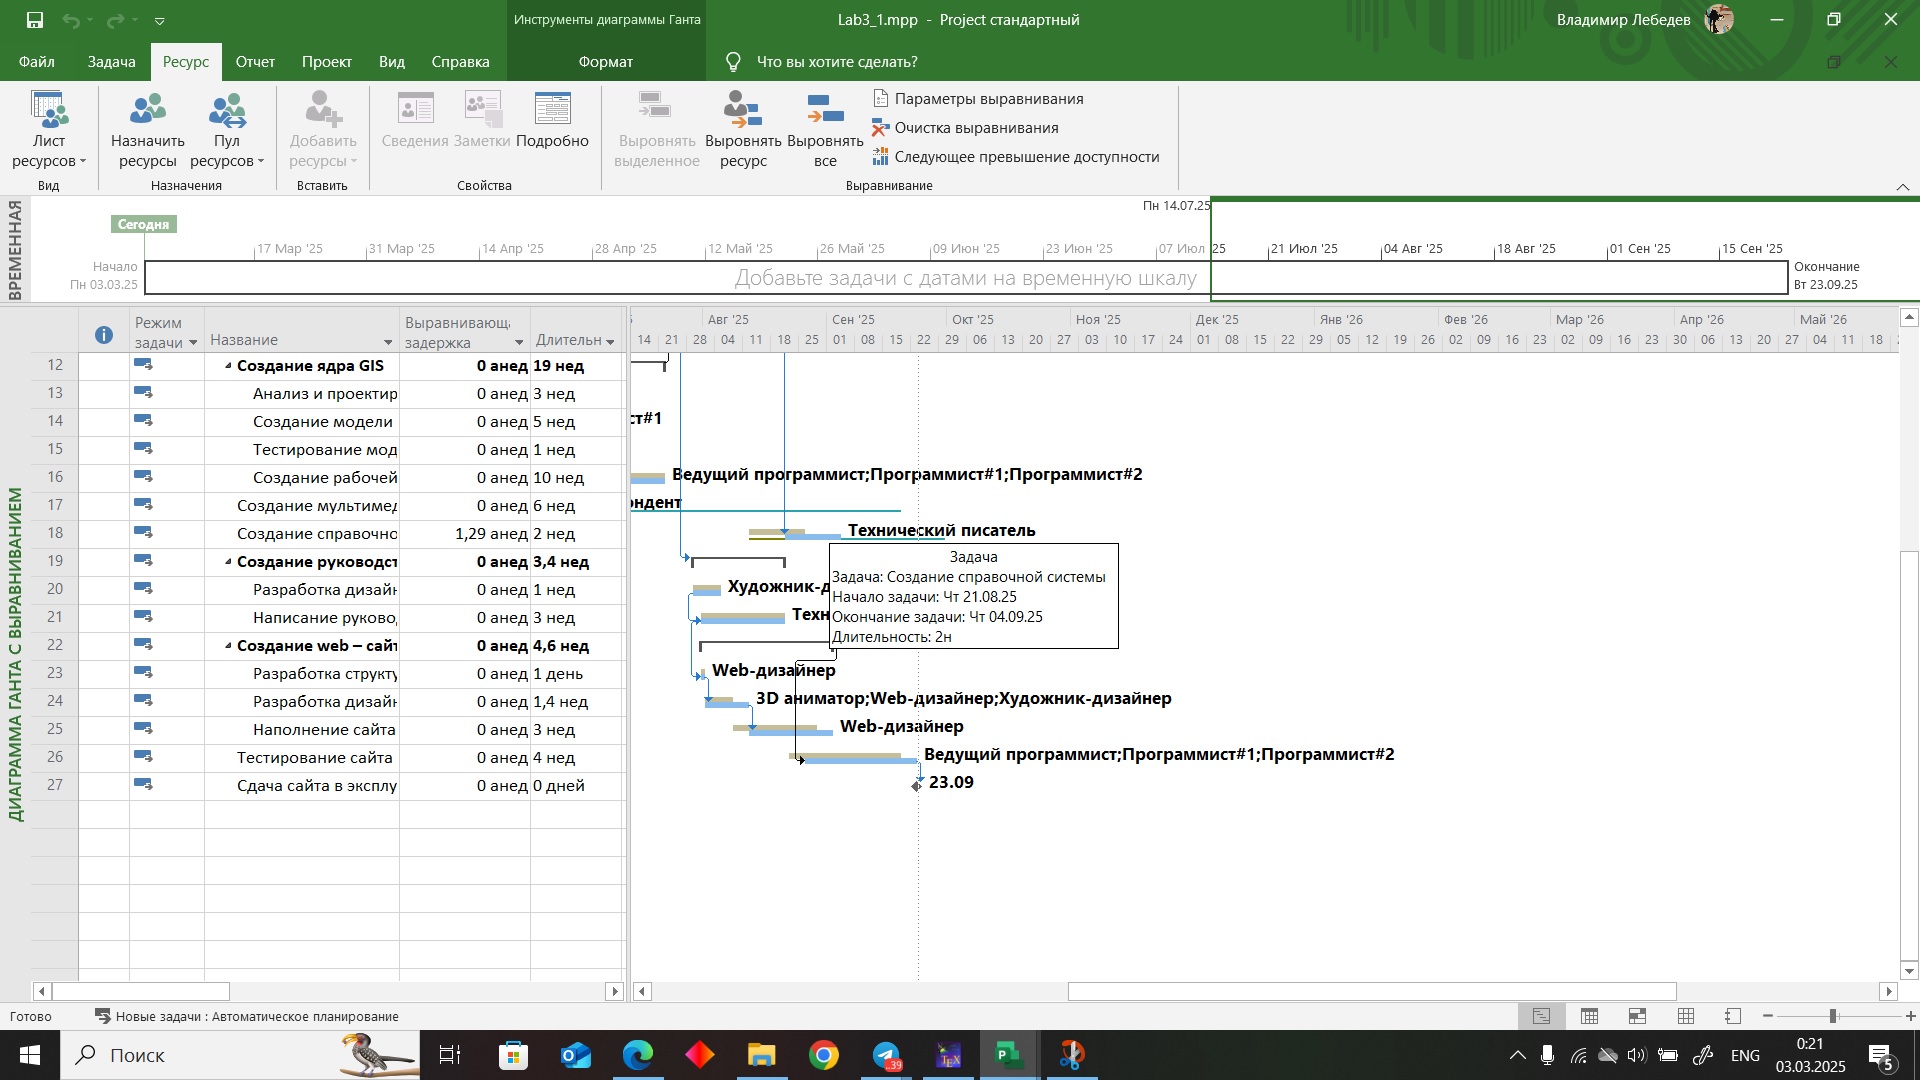 Инструменты диаграммы Ганта
Lab3_1.mpp - Project стандартный
Владимир Лебедев
Файл Задача Ресурс Отчет Проект Вид Справка Формат Что вы хотите сделать?
Лист ресурсов
Назначить ресурсы
Пул ресурсов
Добавить ресурсы
Сведения Заметки Подробно
Выровнять выделенное
Выровнять ресурс
Выровнять все
Параметры выравнивания
Очистка выравнивания
Следующее превышение доступности
Вид Назначения Вставить Свойства Выравнивание
ВРЕМЕННАЯ
Пн 14.07.25
Сегодня
17 Мар '25 31 Мар '25 14 Апр '25 28 Апр '25 12 Май '25 26 Май '25 09 Июн '25 23 Июн '25 07 Июл 25 21 Июл '25 04 Авг '25 18 Авг '25 01 Сен '25 15 Сен '25
Начало
Пн 03.03.25
Добавьте задачи с датами на временную шкалу
Окончание
Вт 23.09.25
ДИАГРАММА ГАНТА С ВЫРАВНИВАНИЕМ
Режим задачи
Название
Выравнивающа задержка
Длительн
Авг '25 Сен '25 Окт '25 Ноя '25 Дек '25 Янв '26 Фев '26 Мар '26 Апр '26 Май '26
14 21 28 04 11 18 25 01 08 15 22 29 06 13 20 27 03 10 17 24 01 08 15 22 29 05 12 19 26 02 09 16 23 02 09 16 23 30 06 13 20 27 04 11 18
12 Создание ядра GIS 0 анед 19 нед
13 Анализ и проектир 0 анед 3 нед
14 Создание модели 0 анед 5 нед
ст#1
15 Тестирование мод 0 анед 1 нед
16 Создание рабочей 0 анед 10 нед
Ведущий программист;Программист#1;Программист#2
17 Создание мультимед 0 анед 6 нед
ондент
18 Создание справочно 1,29 анед 2 нед
Технический писатель
19 Создание руководст 0 анед 3,4 нед
20 Разработка дизайн 0 анед 1 нед
Художник-д
21 Написание руково 0 анед 3 нед
Техн
22 Создание web – сайт 0 анед 4,6 нед
23 Разработка структу 0 анед 1 день
Web-дизайнер
24 Разработка дизайн 0 анед 1,4 нед
3D аниматор;Web-дизайнер;Художник-дизайнер
25 Наполнение сайта 0 анед 3 нед
Web-дизайнер
26 Тестирование сайта 0 анед 4 нед
Ведущий программист;Программист#1;Программист#2
27 Сдача сайта в эксплу 0 анед 0 дней
23.09
Задача
Задача: Создание справочной системы
Начало задачи: Чт 21.08.25
Окончание задачи: Чт 04.09.25
Длительность: 2н
Готово
Новые задачи : Автоматическое планирование
Поиск
39
TEX
ENG
0:21
03.03.2025
5